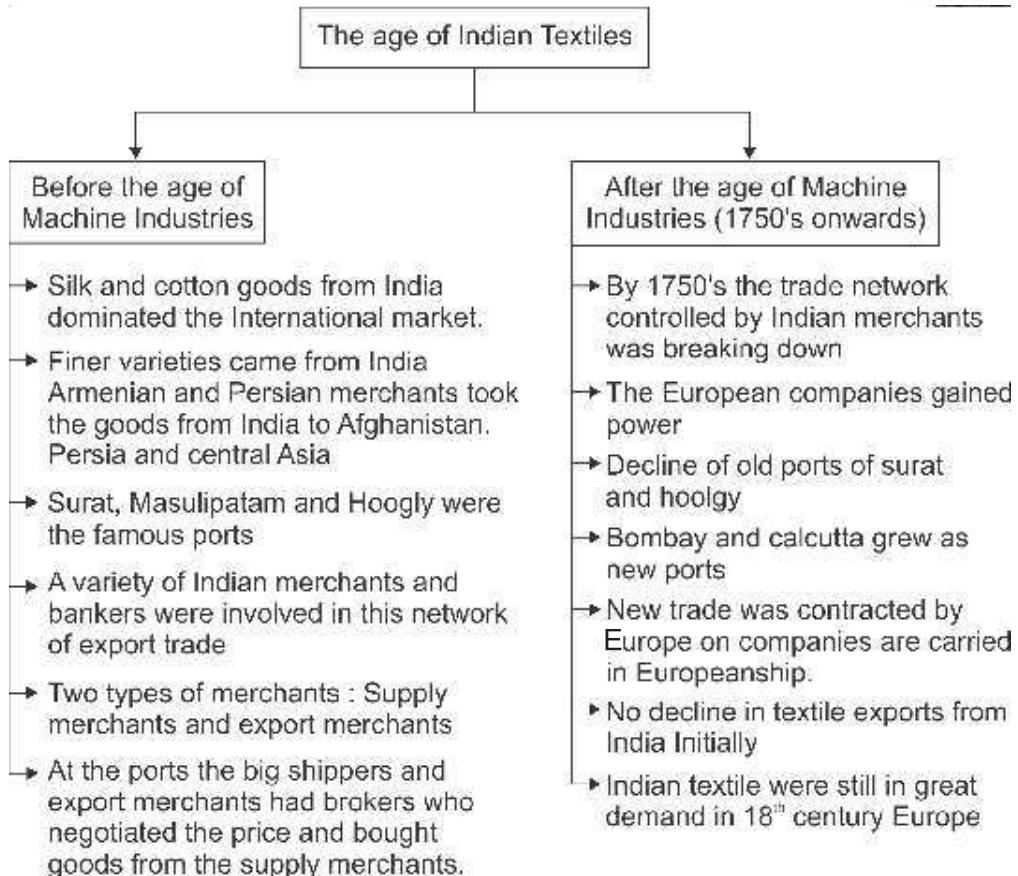 The age of Indian Textiles
Before the age of
Machine Industries
Silk and cotton goods from India
dominated the International market.
Finer varieties came from India
Armenian and Persian merchants took
the goods from India to Afghanistan.
Persia and central Asia
Surat, Masulipatam and Hoogly were
the famous ports
A variety of Indian merchants and
bankers were involved in this network
of export trade
Two types of merchants : Supply
merchants and export merchants
At the ports the big shippers and
export merchants had brokers who
negotiated the price and bought
goods from the supply merchants.
After the age of Machine
Industries (1750's onwards)
By 1750's the trade network
controlled by Indian merchants
was breaking down
The European companies gained
power
Decline of old ports of surat
and hoolgy
Bombay and calcutta grew as
new ports
New trade was contracted by
Europe on companies are carried
in Europeanship.
No decline in textile exports from
India Initially
Indian textile were still in great
demand in 18th century Europe